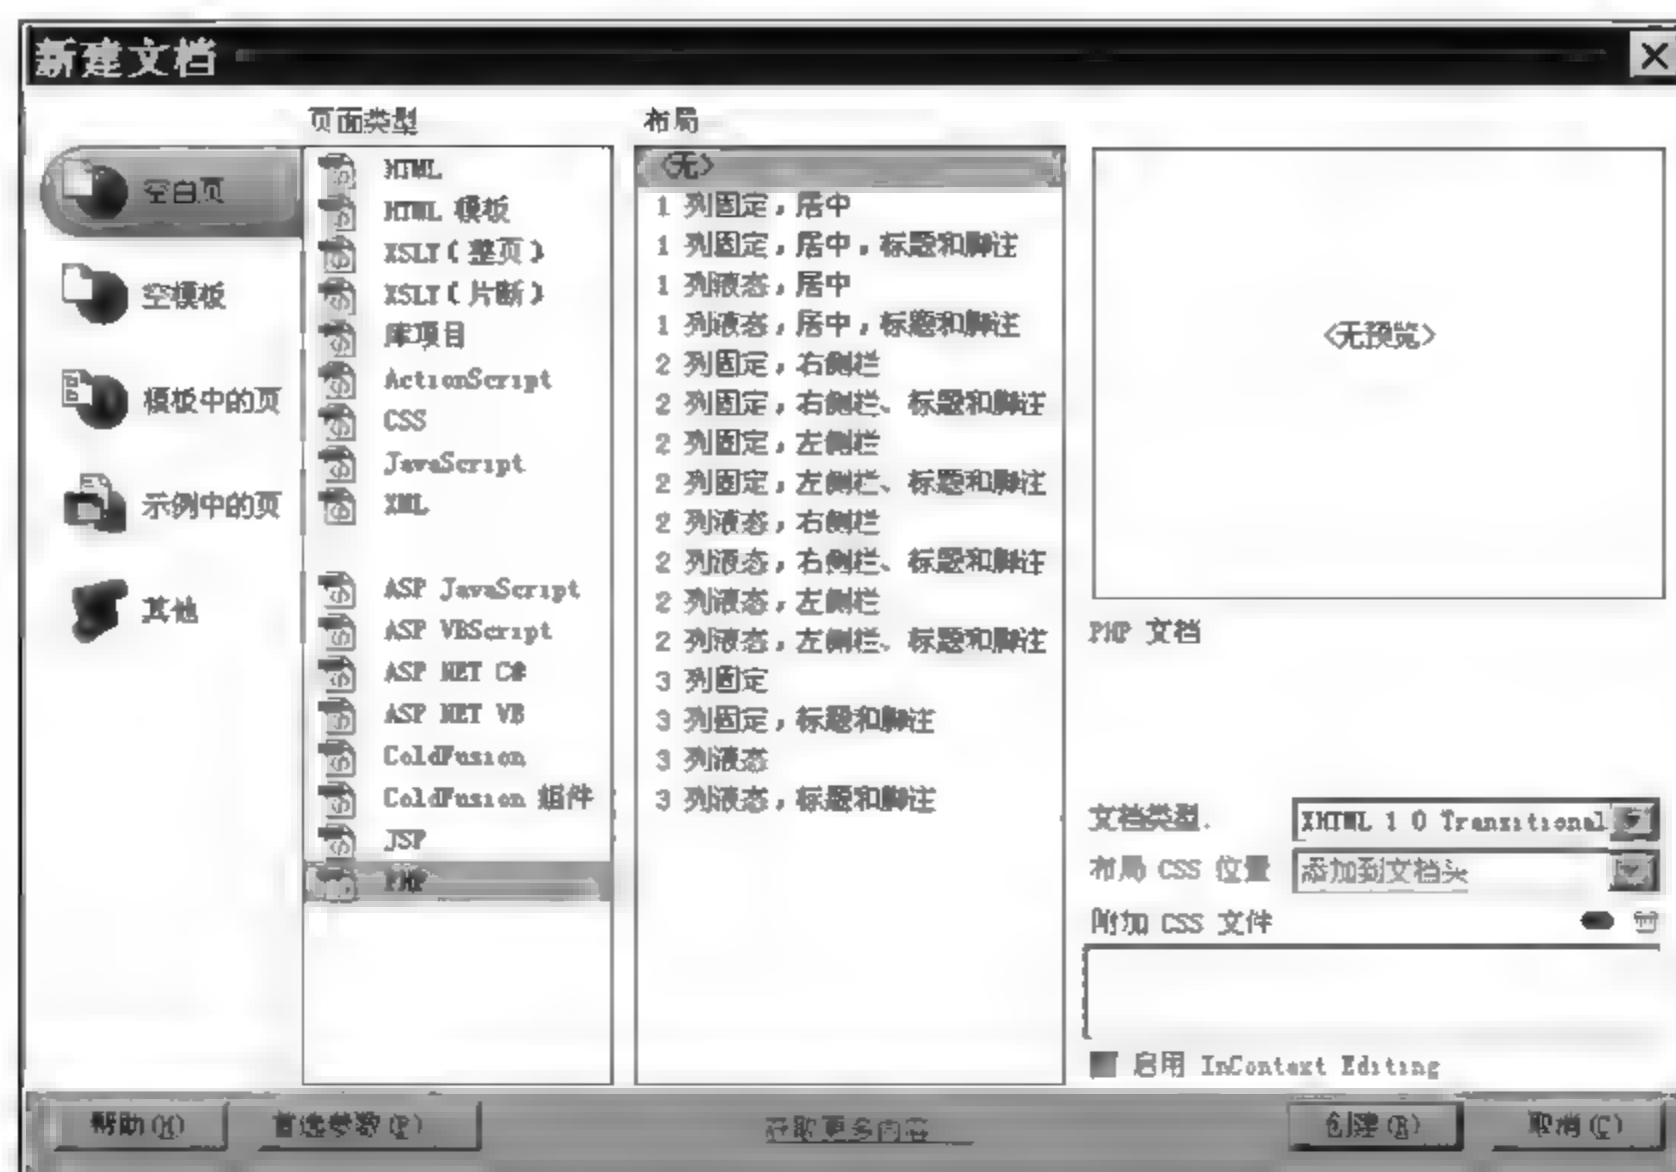 新建文档
页面类型
布局
空白页
空模板
模板中的页
示例中的页
其他
HTML
HTML 模板
XSLT(整页)
XSLT(片断)
库项目
ActionScript
CSS
JavaScript
XML
ASP JavaScript
ASP VBScript
ASP NET C#
ASP NET VB
ColdFusion
ColdFusion 组件
JSP
PHP
<无>
1 列固定,居中
1 列固定,居中,标题和脚注
1 列液态,居中
1 列液态,居中,标题和脚注
2 列固定,右侧栏
2 列固定,右侧栏、标题和脚注
2 列固定,左侧栏
2 列固定,左侧栏、标题和脚注
2 列液态,右侧栏
2 列液态,右侧栏、标题和脚注
2 列液态,左侧栏
2 列液态,左侧栏、标题和脚注
3 列固定
3 列固定,标题和脚注
3 列液态
3 列液态,标题和脚注
<无预览>
PHP 文档
文档类型: XHTML 1 0 Transitional
布局 CSS 位置 添加到文档头
附加 CSS 文件
启用 InContext Editing
帮助(H) 首选参数(P) 获取更多内容 创建(R) 取消(C)